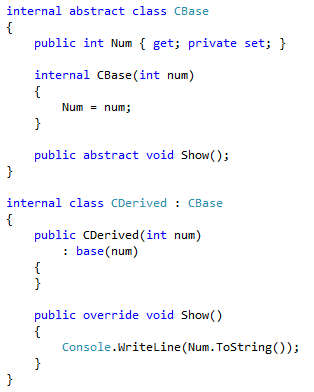 internal abstract class CBase
{
    public int Num { get; private set; }

    internal CBase(int num)
    {
        Num = num;
    }

    public abstract void Show();
}

internal class CDerived : CBase
{
    public CDerived(int num)
        : base(num)
    {
    }

    public override void Show()
    {
        Console.WriteLine(Num.ToString());
    }
}